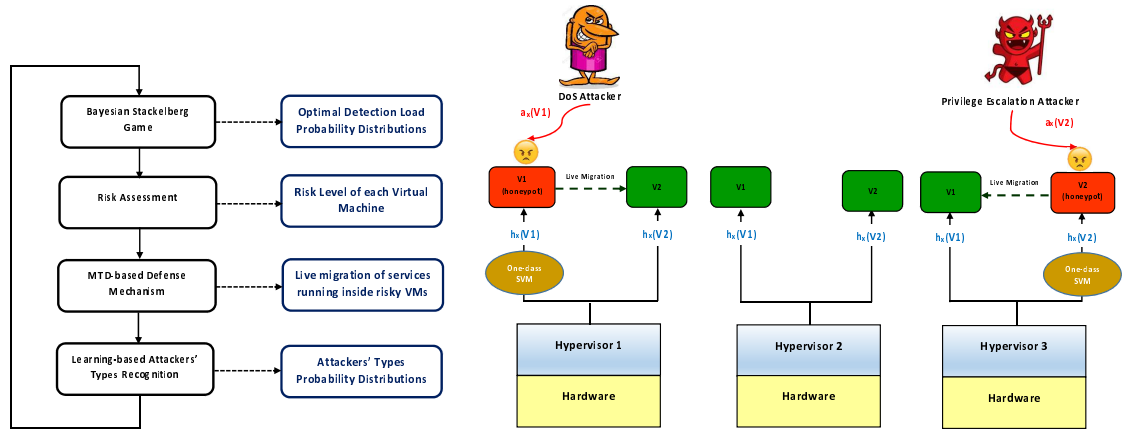 Bayesian Stackelberg
Game
Optimal Detection Load
Probability Distributions
Risk Assessment
Risk Level of each Virtual
Machine
MTD-based Defense
Mechanism
Live migration of services
running inside risky VMs
Learning-based Attackers'
Types Recognition
Attackers' Types
Probability Distributions
DoS Attacker
aₓ(V1)
V1
(honeypot)
Live Migration
V2
hₓ(V1)
hₓ(V2)
One-class
SVM
Hypervisor 1
Hardware
V1
V2
hₓ(V1)
hₓ(V2)
Hypervisor 2
Hardware
Privilege Escalation Attacker
aₓ(V2)
V1
Live Migration
V2
(honeypot)
hₓ(V1)
hₓ(V2)
One-class
SVM
Hypervisor 3
Hardware